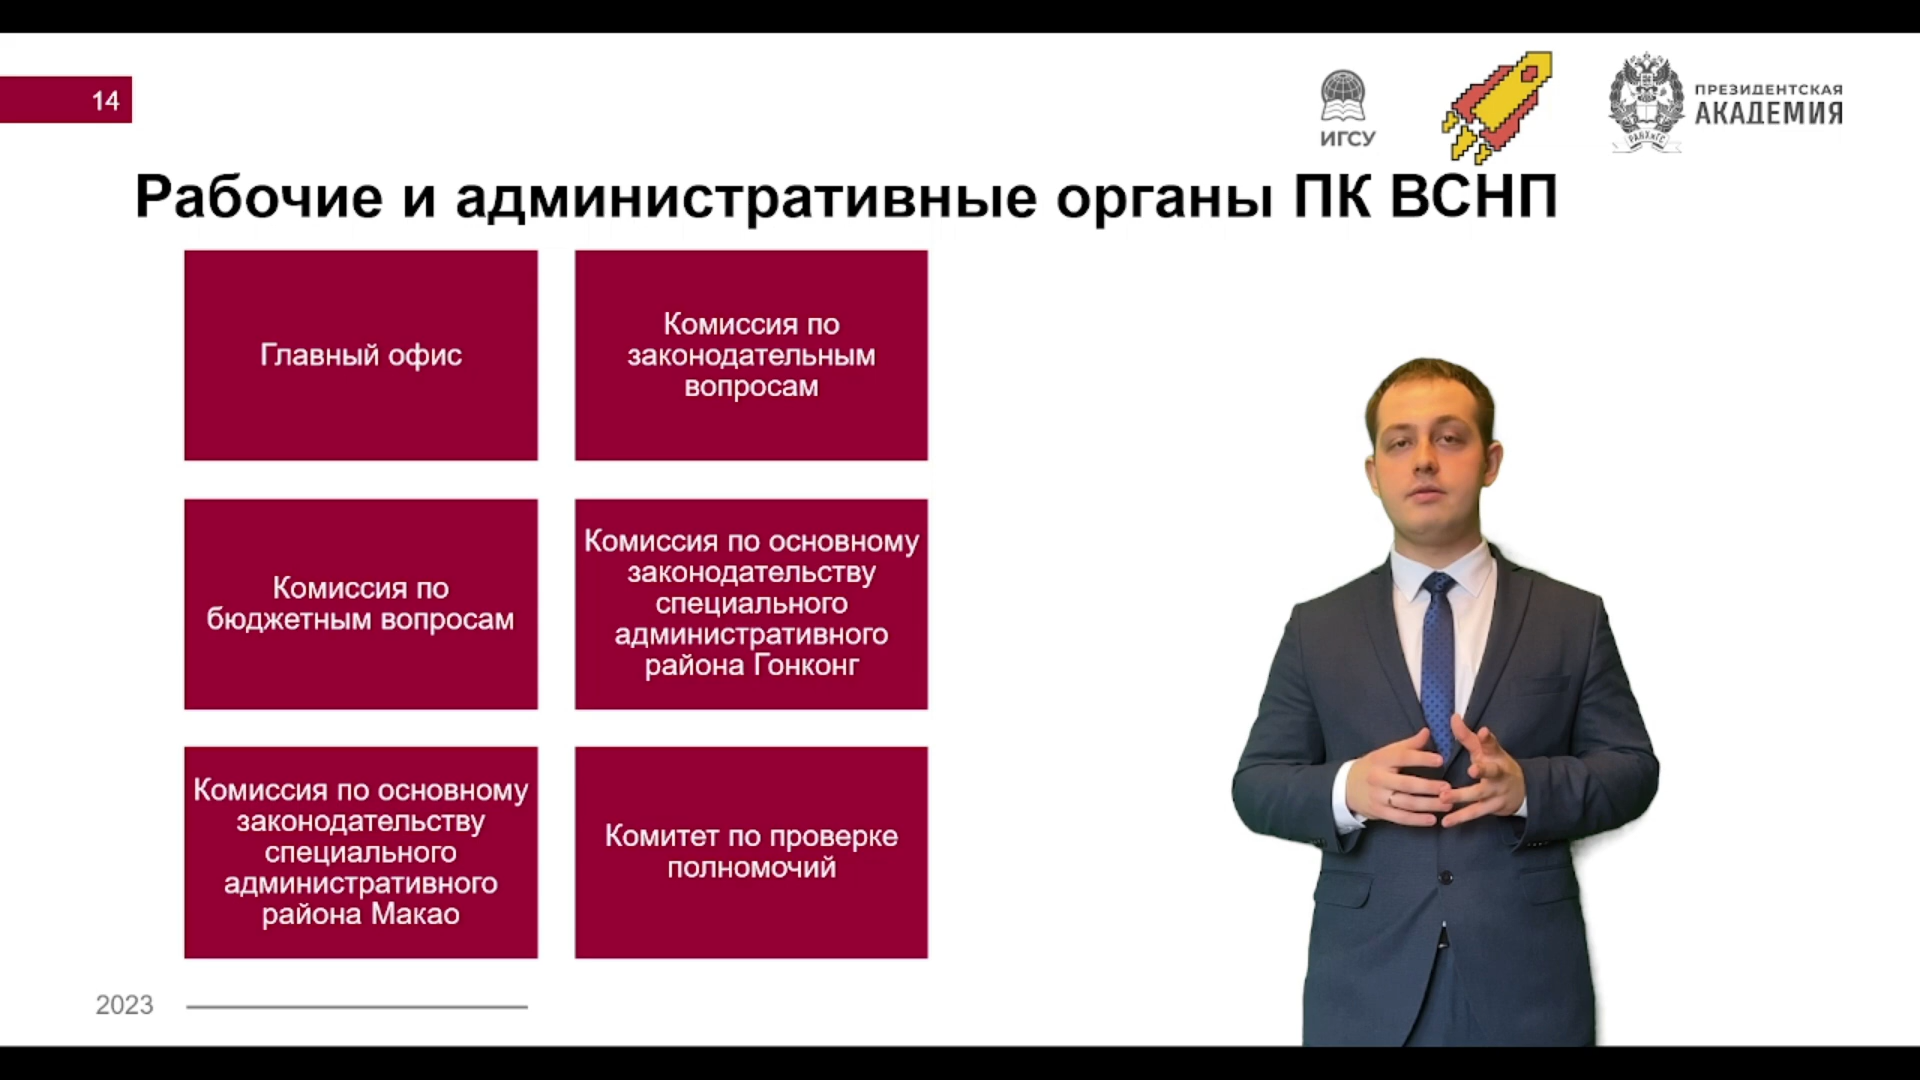 14
ИГСУ
РАНХиГС
ПРЕЗИДЕНТСКАЯ
АКАДЕМИЯ
Рабочие и административные органы ПК ВСНП
Главный офис
Комиссия по
законодательным
вопросам
Комиссия по
бюджетным вопросам
Комиссия по основному
законодательству
специального
административного
района Гонконг
Комиссия по основному
законодательству
специального
административного
района Макао
Комитет по проверке
полномочий
2023